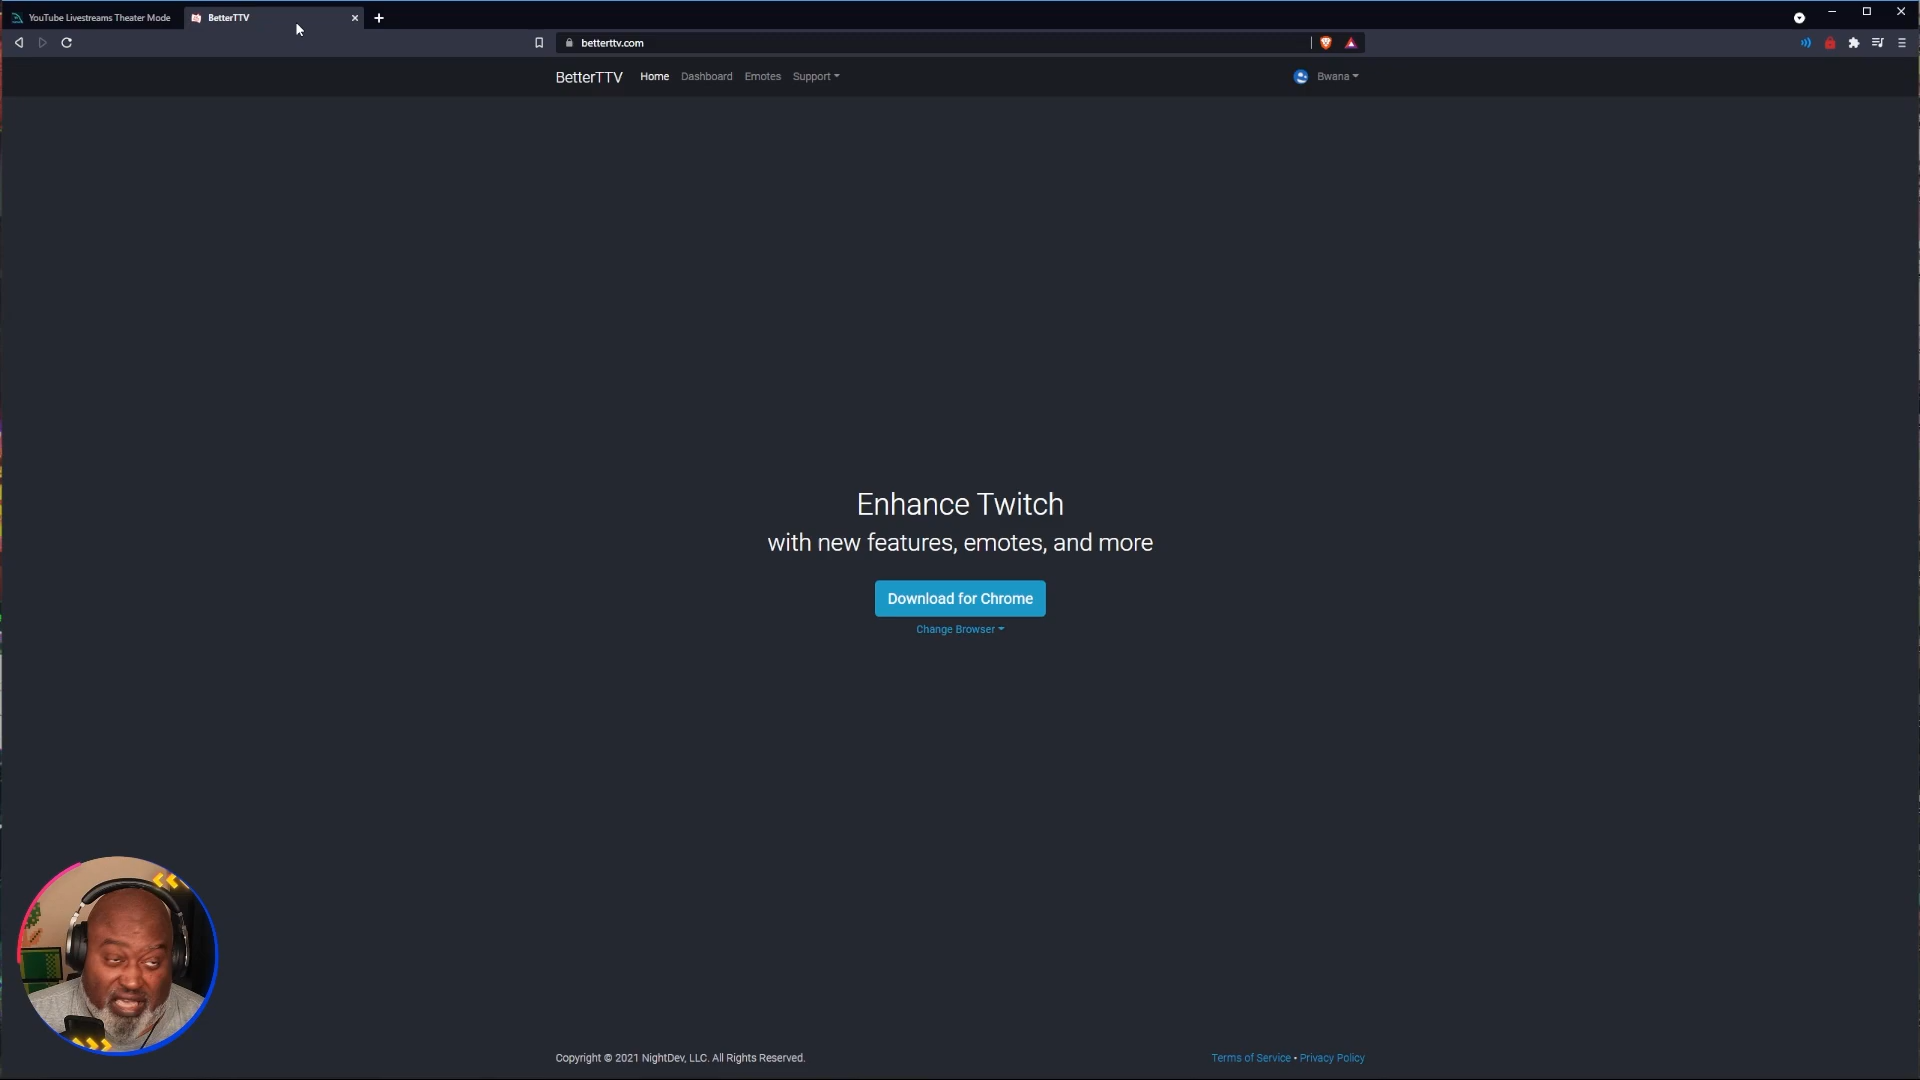 YouTube Livestreams Theater Mode
BetterTTV
betterttv.com
BetterTTV Home Dashboard Emotes Support
Bwana
Enhance Twitch
with new features, emotes, and more
Download for Chrome
Change Browser
Copyright © 2021 NightDev, LLC. All Rights Reserved.
Terms of Service • Privacy Policy